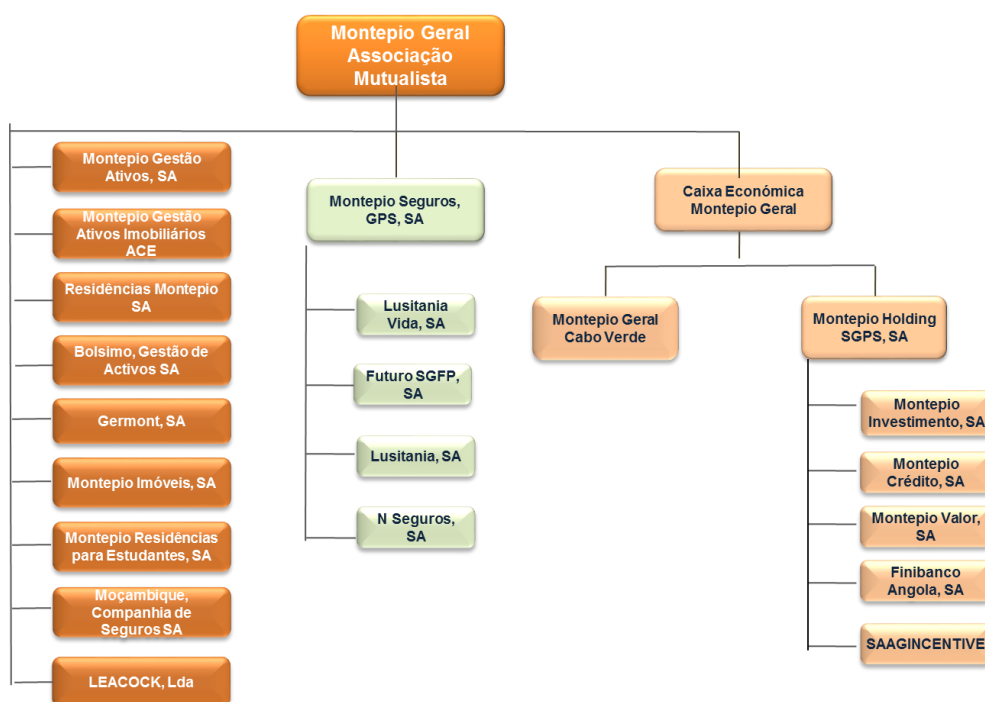 Montepio Geral
Associação
Mutualista
Montepio Gestão
Ativos, SA
Montepio Gestão
Ativos Imobiliários
ACE
Residências Montepio
SA
Bolsimo, Gestão de
Activos SA
Germont, SA
Montepio Imóveis, SA
Montepio Residências
para Estudantes, SA
Moçambique,
Companhia de
Seguros SA
LEACOCK, Lda
Montepio Seguros,
GPS, SA
Lusitania
Vida, SA
Futuro SGFP,
SA
Lusitania, SA
N Seguros,
SA
Caixa Económica
Montepio Geral
Montepio Geral
Cabo Verde
Montepio Holding
SGPS, SA
Montepio
Investimento, SA
Montepio
Crédito, SA
Montepio Valor,
SA
Finibanco
Angola, SA
SAAGINCENTIVE